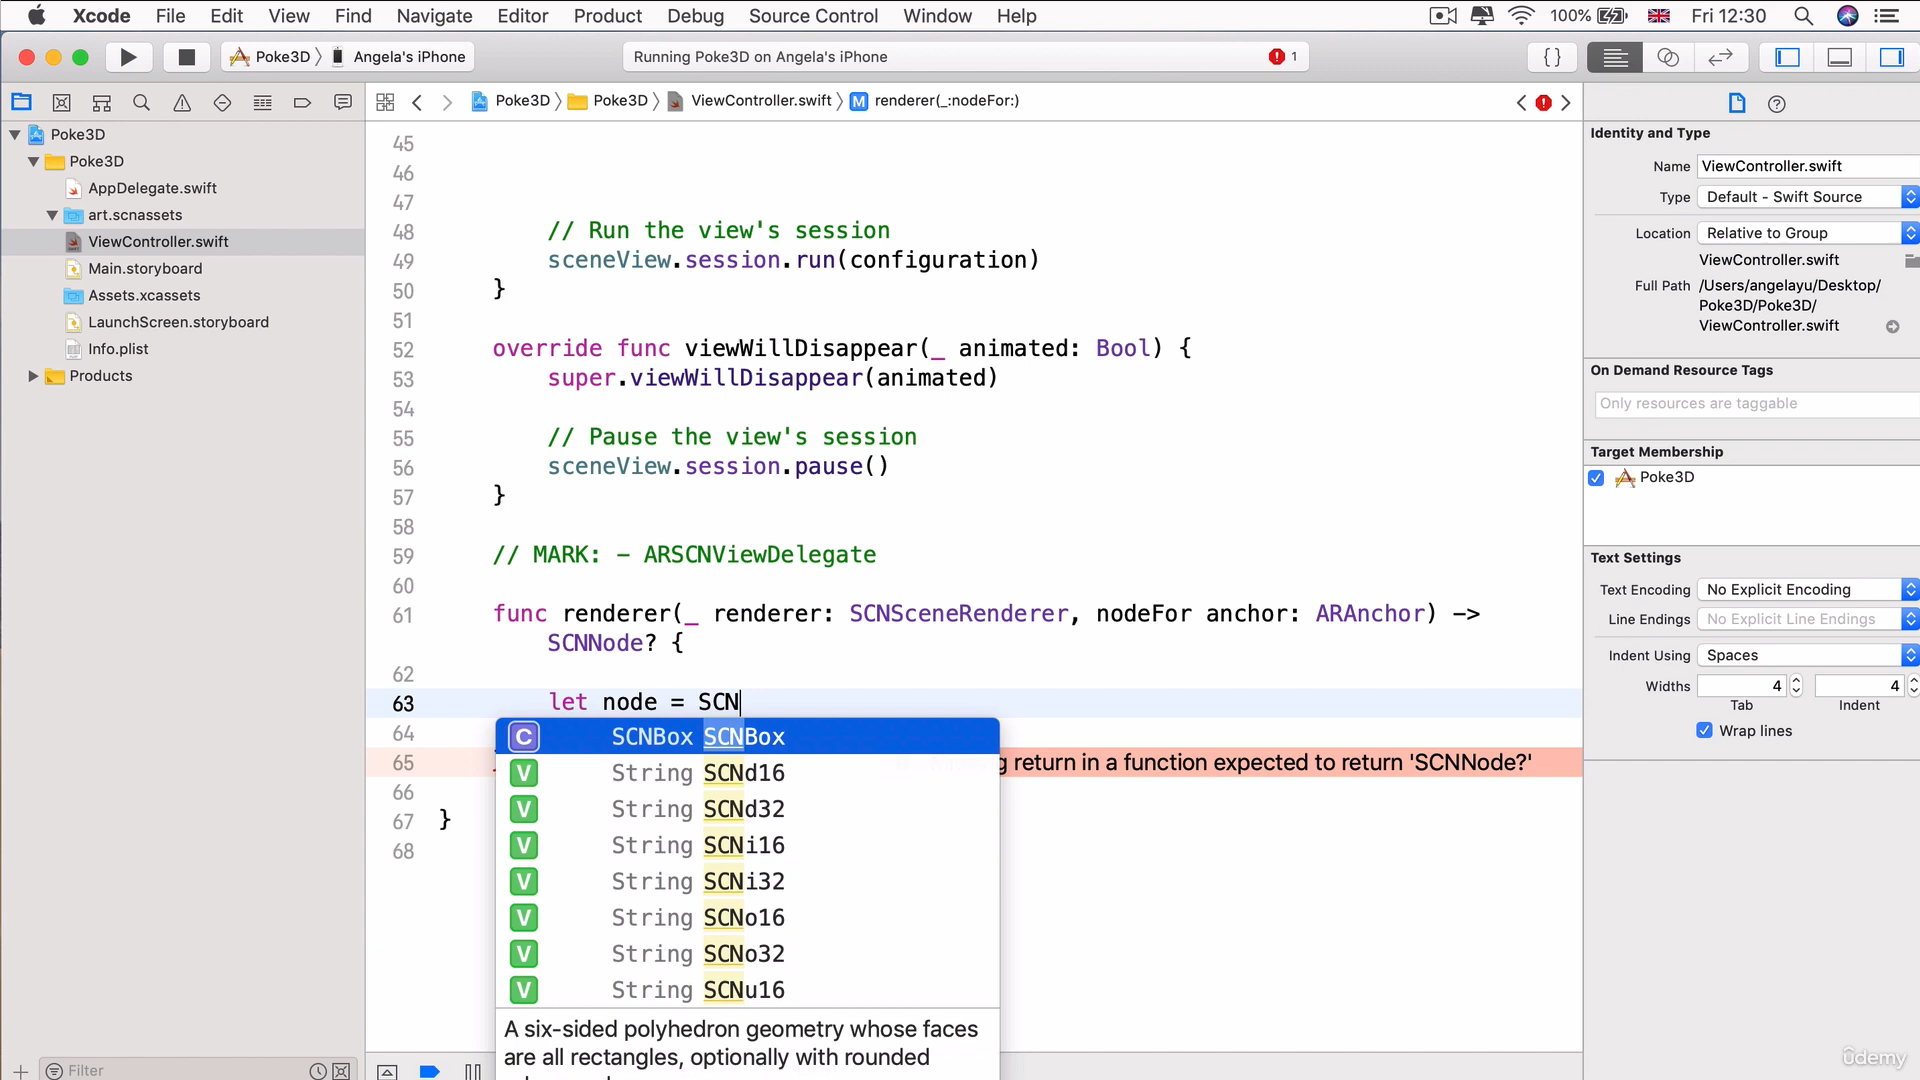 Xcode File Edit View Find Navigate Editor Product Debug Source Control Window Help 100% Fri 12:30
Poke3D Angela's iPhone Running Poke3D on Angela's iPhone 1 { }
Poke3D Poke3D ViewController.swift M renderer(_:nodeFor:)
Poke3D
Poke3D
AppDelegate.swift
art.scnassets
ViewController.swift
Main.storyboard
Assets.xcassets
LaunchScreen.storyboard
Info.plist
Products
Filter
45
46
47
48 // Run the view's session
49 sceneView.session.run(configuration)
50 }
51
52 override func viewWillDisappear(_ animated: Bool) {
53 super.viewWillDisappear(animated)
54
55 // Pause the view's session
56 sceneView.session.pause()
57 }
58
59 // MARK: - ARSCNViewDelegate
60
61 func renderer(_ renderer: SCNSceneRenderer, nodeFor anchor: ARAnchor) ->
SCNNode? {
62
63 let node = SCN
64
65 return in a function expected to return 'SCNNode?'
66
67 }
68
C SCNBox SCNBox
V String SCNd16
V String SCNd32
V String SCNi16
V String SCNi32
V String SCNo16
V String SCNo32
V String SCNu16
A six-sided polyhedron geometry whose faces
are all rectangles, optionally with rounded
Identity and Type
Name ViewController.swift
Type Default - Swift Source
Location Relative to Group
ViewController.swift
Full Path /Users/angelayu/Desktop/
Poke3D/Poke3D/
ViewController.swift
On Demand Resource Tags
Only resources are taggable
Target Membership
Poke3D
Text Settings
Text Encoding No Explicit Encoding
Line Endings No Explicit Line Endings
Indent Using Spaces
Widths 4 4
Tab Indent
Wrap lines
ûdemy